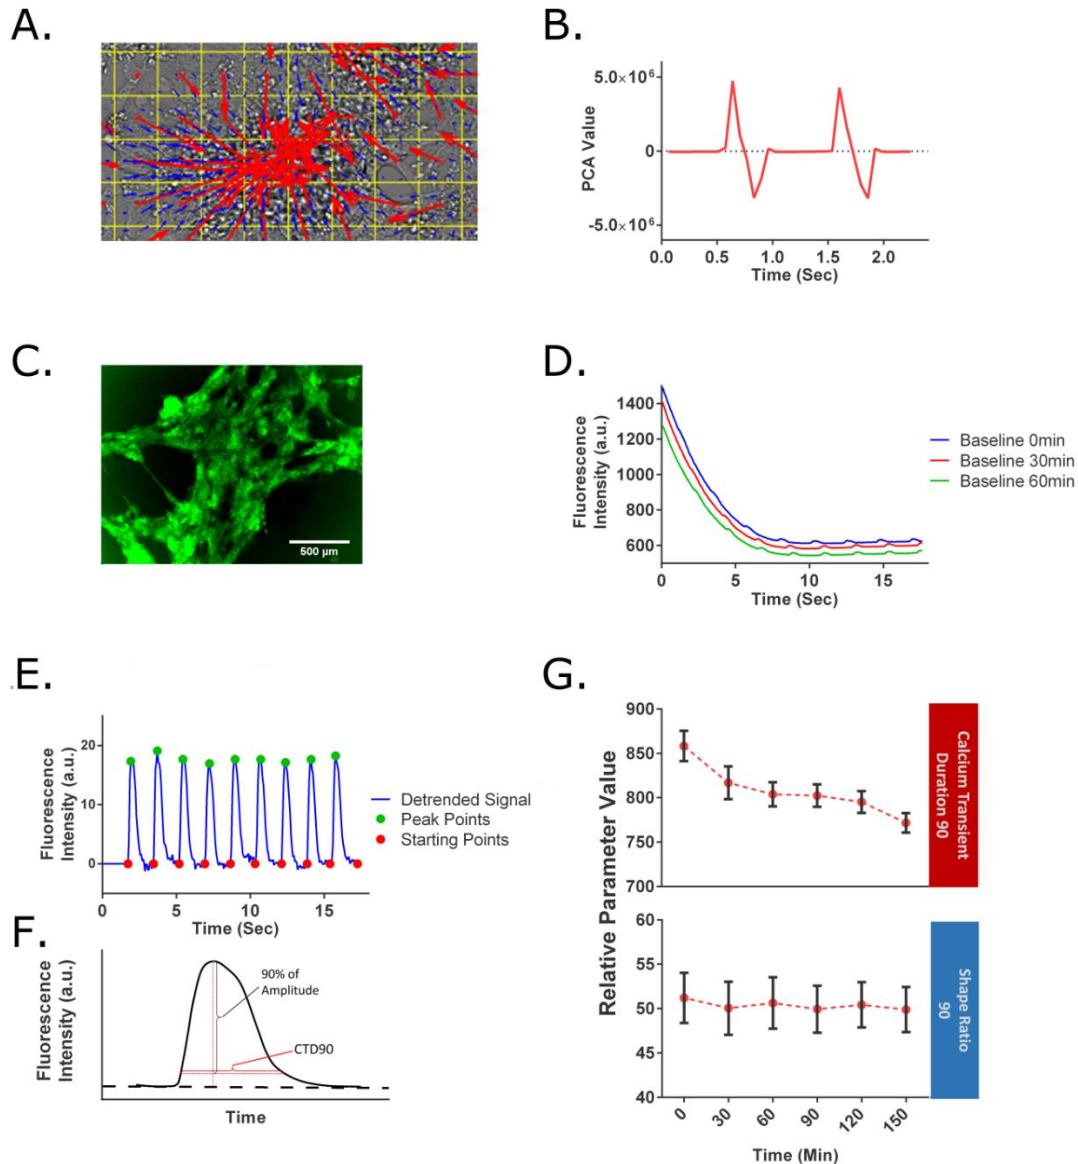 A.
B.
5.0×10⁶
0
-5.0×10⁶
PCA Value
0.0 0.5 1.0 1.5 2.0
Time (Sec)
C.
500 µm
D.
1400
1200
1000
800
600
Fluorescence
Intensity (a.u.)
0 5 10 15
Time (Sec)
Baseline 0min
Baseline 30min
Baseline 60min
E.
20
10
0
Fluorescence
Intensity (a.u.)
0 5 10 15
Time (Sec)
Detrended Signal
Peak Points
Starting Points
F.
Fluorescence
Intensity (a.u.)
90% of
Amplitude
CTD90
Time
G.
Relative Parameter Value
900
850
800
750
700
Calcium Transient
Duration 90
60
55
50
45
40
Shape Ratio
90
0 30 60 90 120 150
Time (Min)